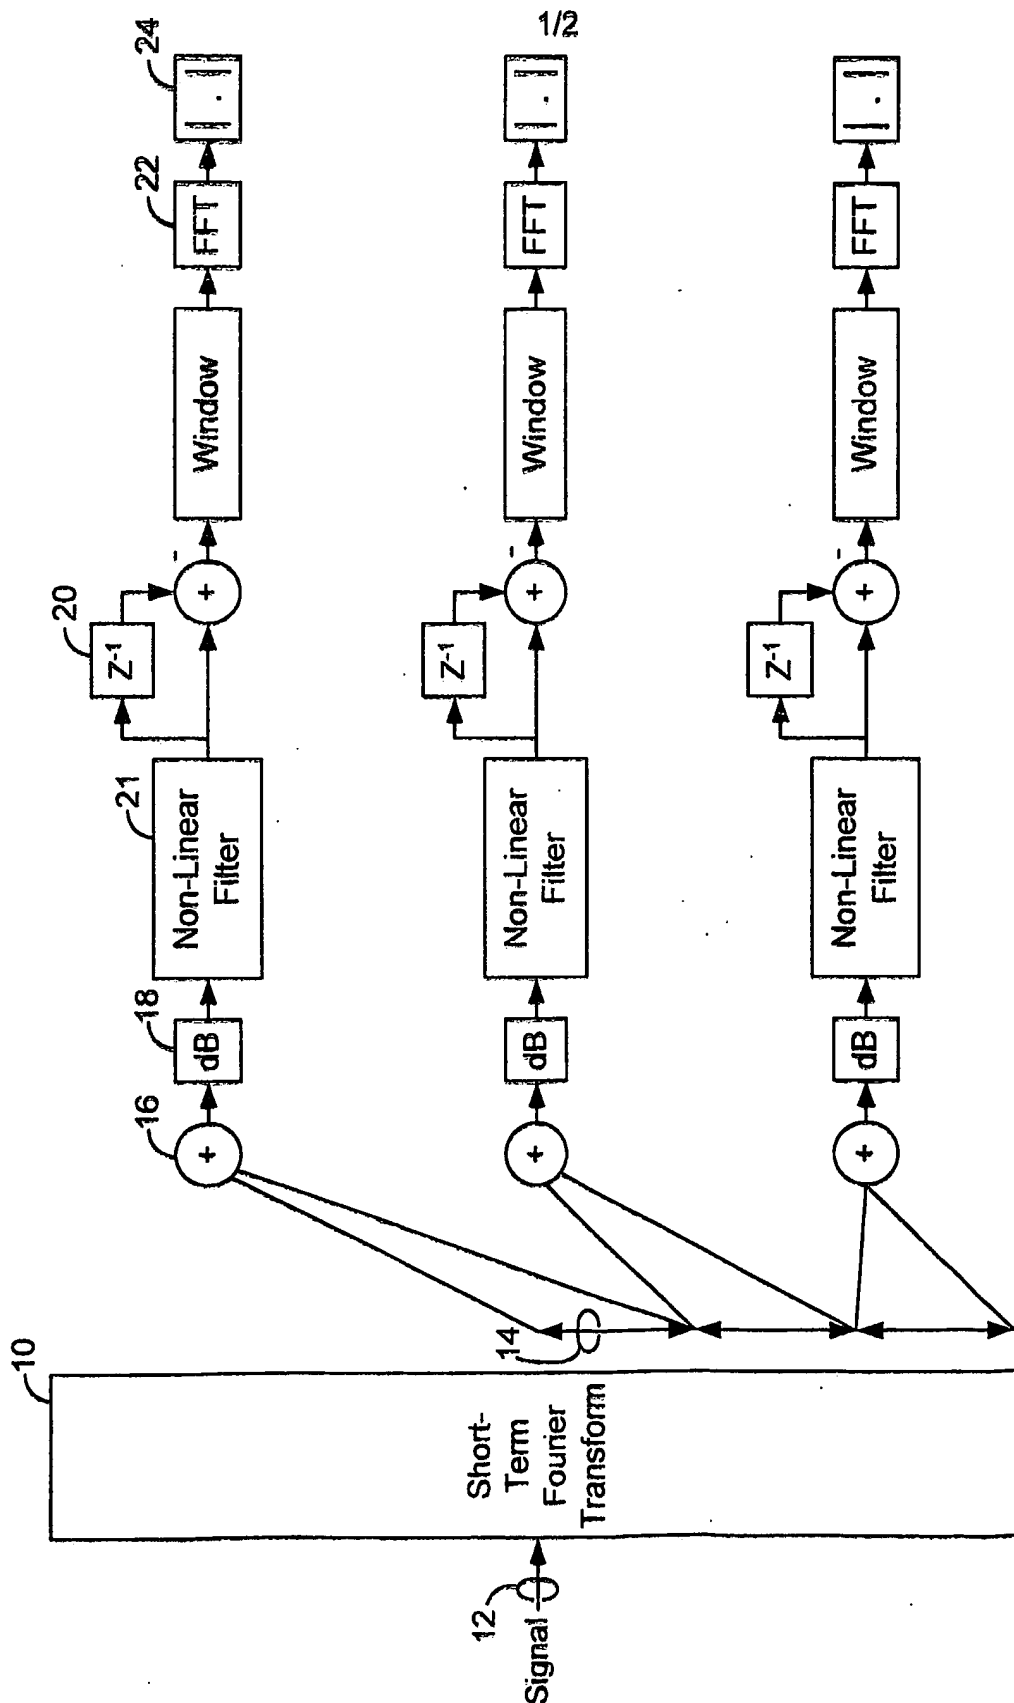 1/2
10
Short-
Term
Fourier
Transform
12
Signal
14
16
+
18
dB
21
Non-Linear
Filter
20
Z-1
+
-
Window
22
FFT
24
| . |
+
dB
Non-Linear
Filter
Z-1
+
-
Window
FFT
| . |
+
dB
Non-Linear
Filter
Z-1
+
-
Window
FFT
| . |